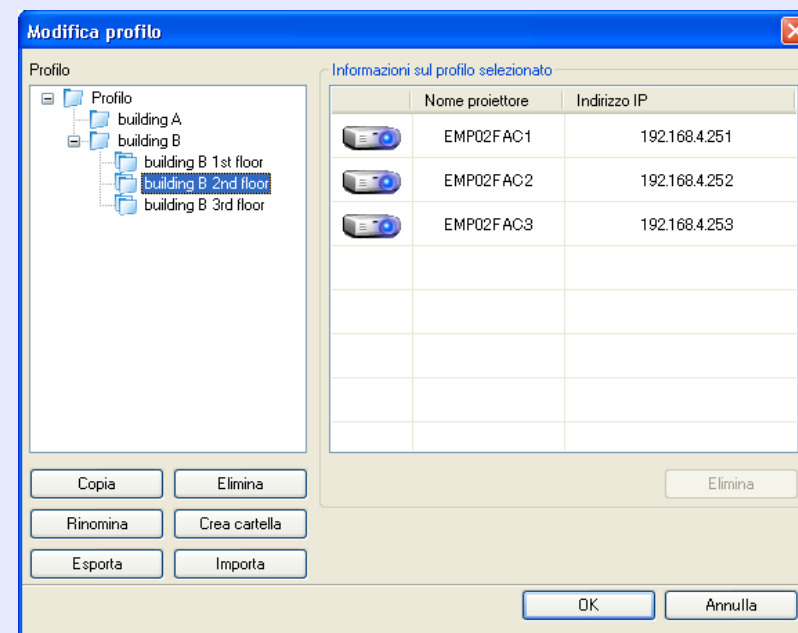 Modifica profilo
Profilo
Profilo
building A
building B
building B 1st floor
building B 2nd floor
building B 3rd floor
Copia
Elimina
Rinomina
Crea cartella
Esporta
Importa
Informazioni sul profilo selezionato
Nome proiettore Indirizzo IP
EMP02FAC1 192.168.4.251
EMP02FAC2 192.168.4.252
EMP02FAC3 192.168.4.253
Elimina
OK
Annulla